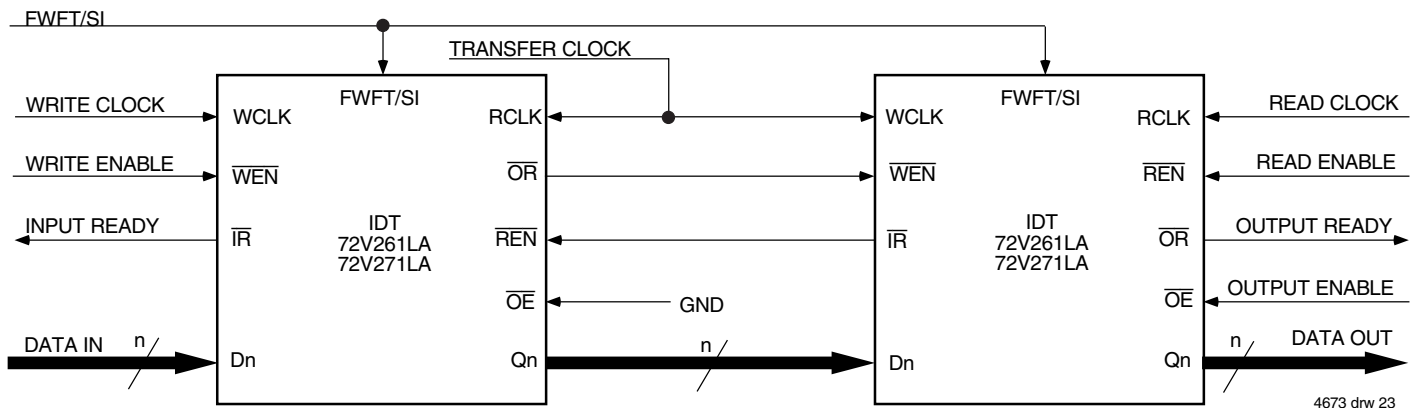 FWFT/SI
TRANSFER CLOCK
FWFT/SI
FWFT/SI
WRITE CLOCK
WCLK
RCLK
WCLK
RCLK
READ CLOCK
WRITE ENABLE
WEN
OR
WEN
REN
READ ENABLE
INPUT READY
IR
IDT
72V261LA
72V271LA
REN
IR
IDT
72V261LA
72V271LA
OR
OUTPUT READY
OE
GND
OE
OUTPUT ENABLE
DATA IN
n
Dn
Qn
n
Dn
Qn
n
DATA OUT
4673 drw 23